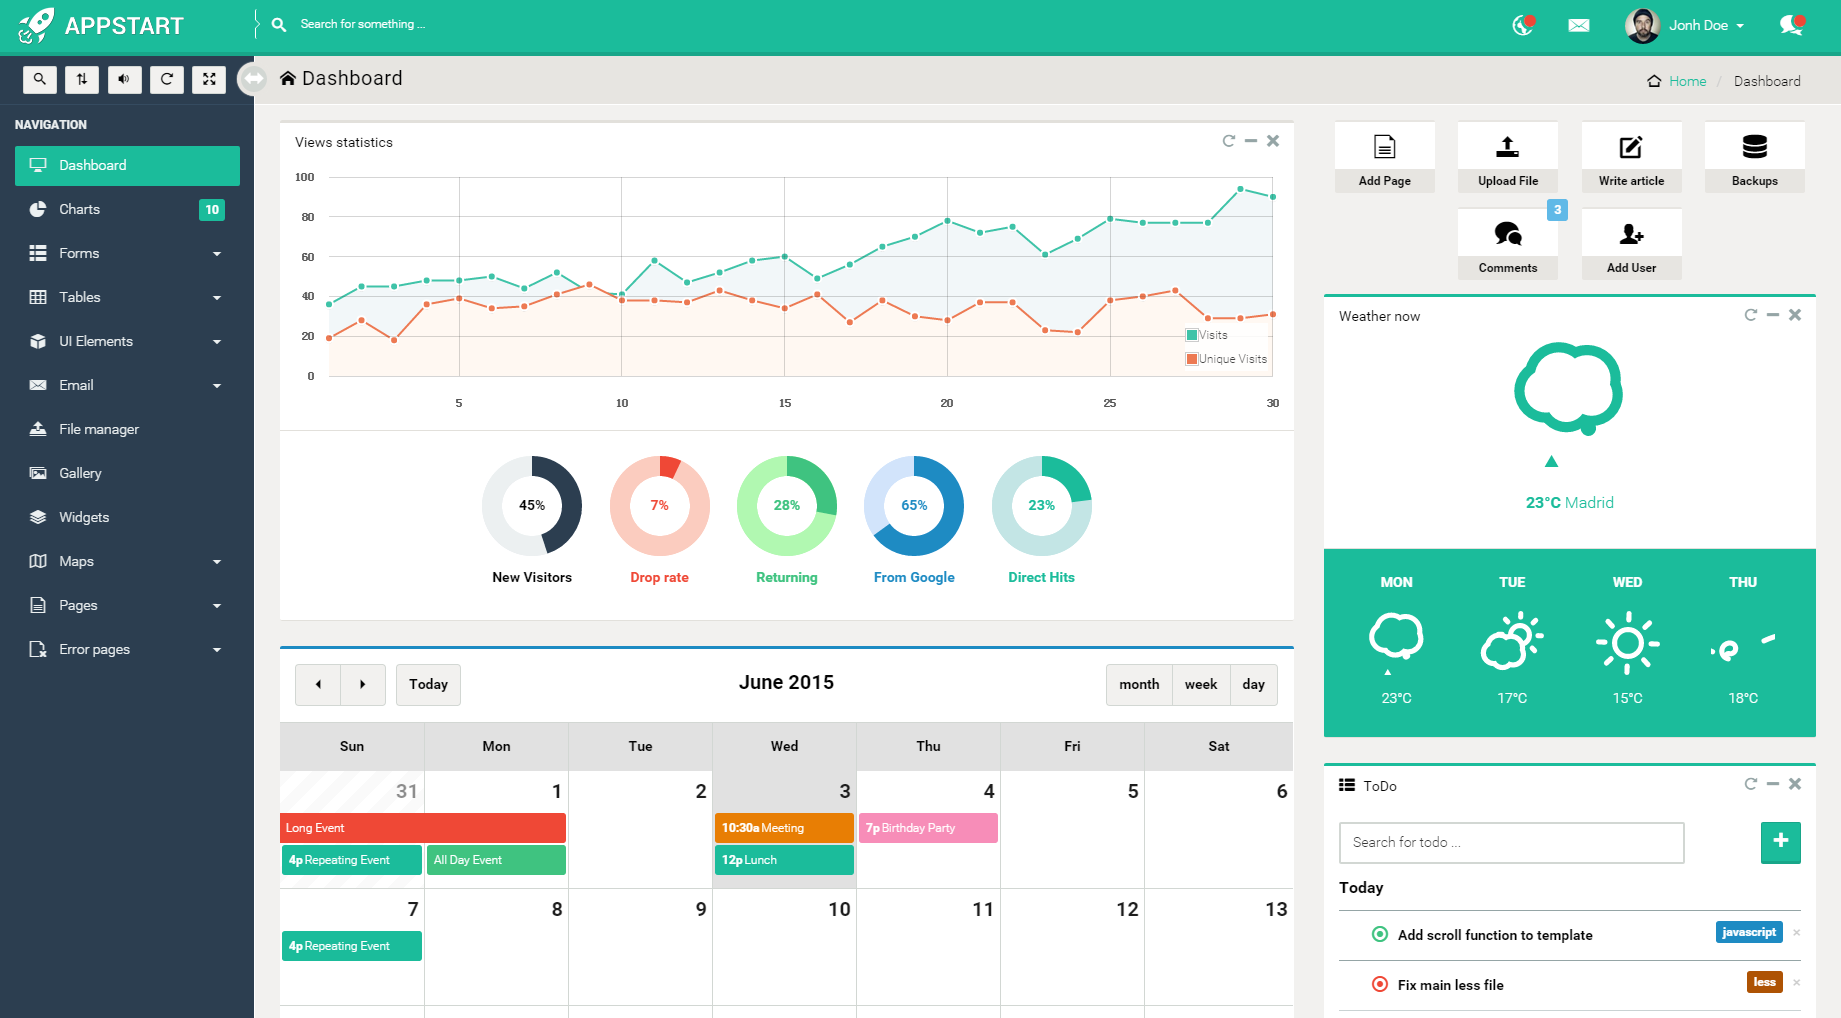 APPSTART
Search for something ...
Jonh Doe
NAVIGATION
Dashboard
Charts
10
Forms
Tables
UI Elements
Email
File manager
Gallery
Widgets
Maps
Pages
Error pages
Dashboard
Home / Dashboard
Views statistics
100
80
60
40
20
0
5
10
15
20
25
30
Visits
Unique Visits
45%
7%
28%
65%
23%
New Visitors
Drop rate
Returning
From Google
Direct Hits
Today
June 2015
month
week
day
Sun
Mon
Tue
Wed
Thu
Fri
Sat
31
1
2
3
4
5
6
Long Event
10:30a Meeting
7p Birthday Party
4p Repeating Event
All Day Event
12p Lunch
7
8
9
10
11
12
13
4p Repeating Event
Add Page
Upload File
Write article
Backups
3
Comments
Add User
Weather now
23°C Madrid
MON
TUE
WED
THU
23°C
17°C
15°C
18°C
ToDo
Search for todo ...
Today
Add scroll function to template
javascript
×
Fix main less file
less
×